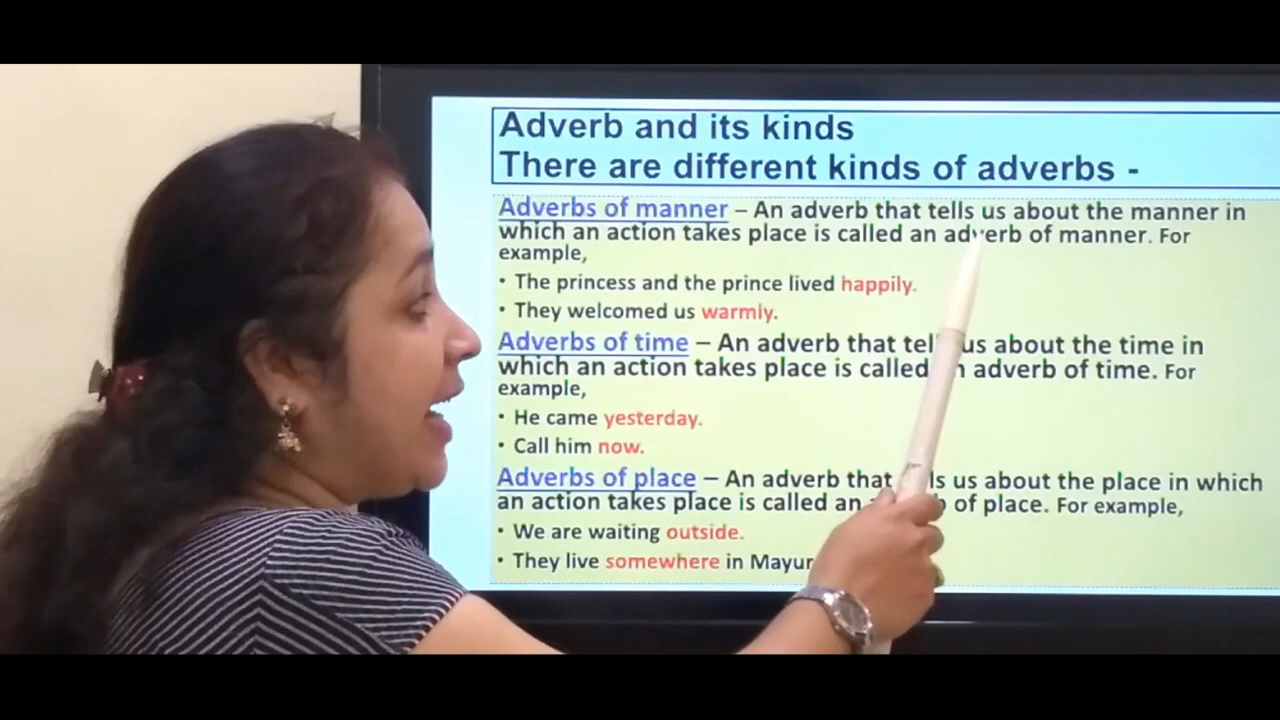 Adverb and its kinds
There are different kinds of adverbs -
Adverbs of manner – An adverb that tells us about the manner in
which an action takes place is called an adverb of manner. For
example,
• The princess and the prince lived happily.
• They welcomed us warmly.
Adverbs of time – An adverb that us about the time in
which an action takes place is called adverb of time. For
example,
• He came yesterday.
• Call him now.
Adverbs of place – An adverb that us about the place in which
an action takes place is called an of place. For example,
• We are waiting outside.
• They live somewhere in